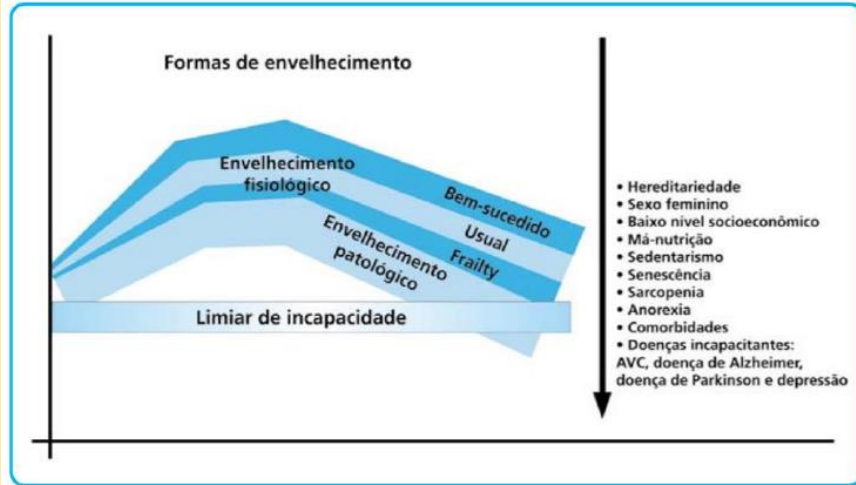 Formas de envelhecimento
Envelhecimento
fisiológico
Bem-sucedido
Usual
Frailty
Envelhecimento
patológico
Limiar de incapacidade
• Hereditariedade
• Sexo feminino
• Baixo nível socioeconômico
• Má-nutrição
• Sedentarismo
• Senescência
• Sarcopenia
• Anorexia
• Comorbidades
• Doenças incapacitantes:
AVC, doença de Alzheimer,
doença de Parkinson e depressão